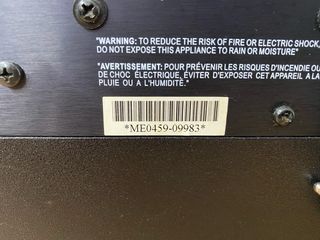 "WARNING: TO REDUCE THE RISK OF FIRE OR ELECTRIC SHOCK,
DO NOT EXPOSE THIS APPLIANCE TO RAIN OR MOISTURE"
"AVERTISSEMENT: POUR PRÉVENIR LES RISQUES D'INCENDIE OU
DE CHOC ÉLECTRIQUE, ÉVITER D'EXPOSER CET APPAREIL A LA
PLUIE OU A L'HUMIDITÉ."
*ME0459-09983*